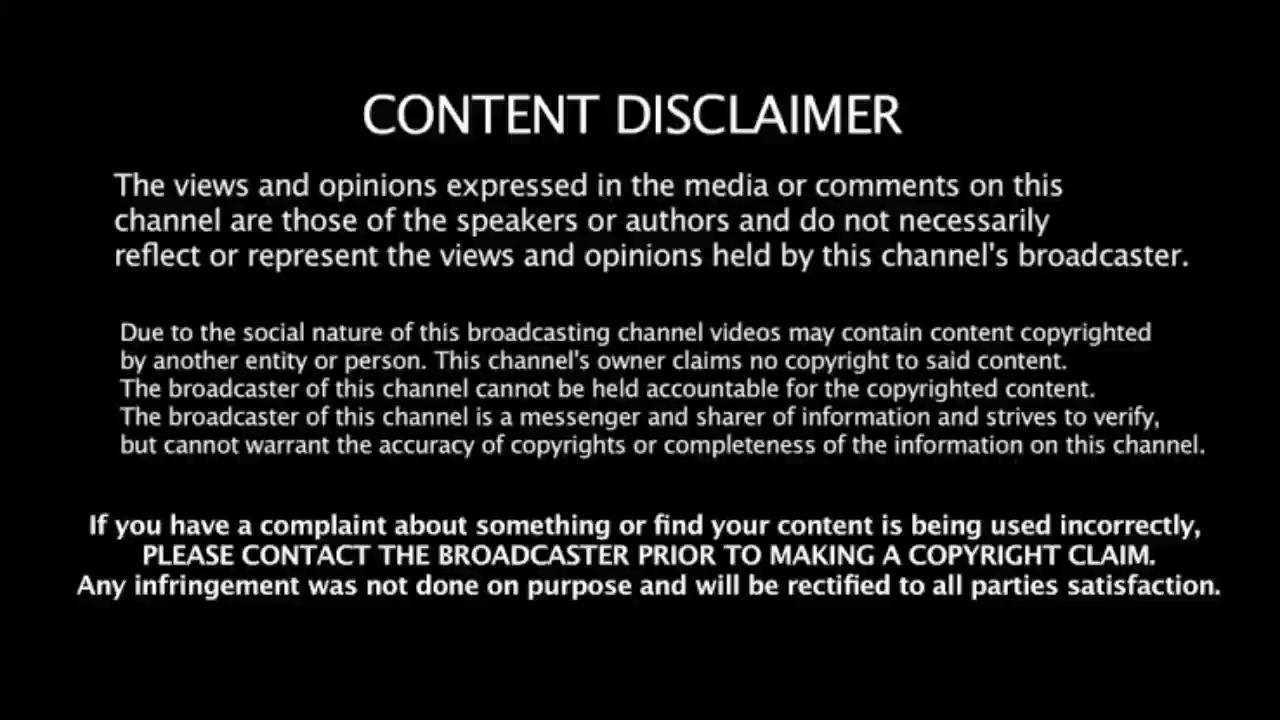 CONTENT DISCLAIMER
The views and opinions expressed in the media or comments on this
channel are those of the speakers or authors and do not necessarily
reflect or represent the views and opinions held by this channel's broadcaster.
Due to the social nature of this broadcasting channel videos may contain content copyrighted
by another entity or person. This channel's owner claims no copyright to said content.
The broadcaster of this channel cannot be held accountable for the copyrighted content.
The broadcaster of this channel is a messenger and sharer of information and strives to verify,
but cannot warrant the accuracy of copyrights or completeness of the information on this channel.
If you have a complaint about something or find your content is being used incorrectly,
PLEASE CONTACT THE BROADCASTER PRIOR TO MAKING A COPYRIGHT CLAIM.
Any infringement was not done on purpose and will be rectified to all parties satisfaction.